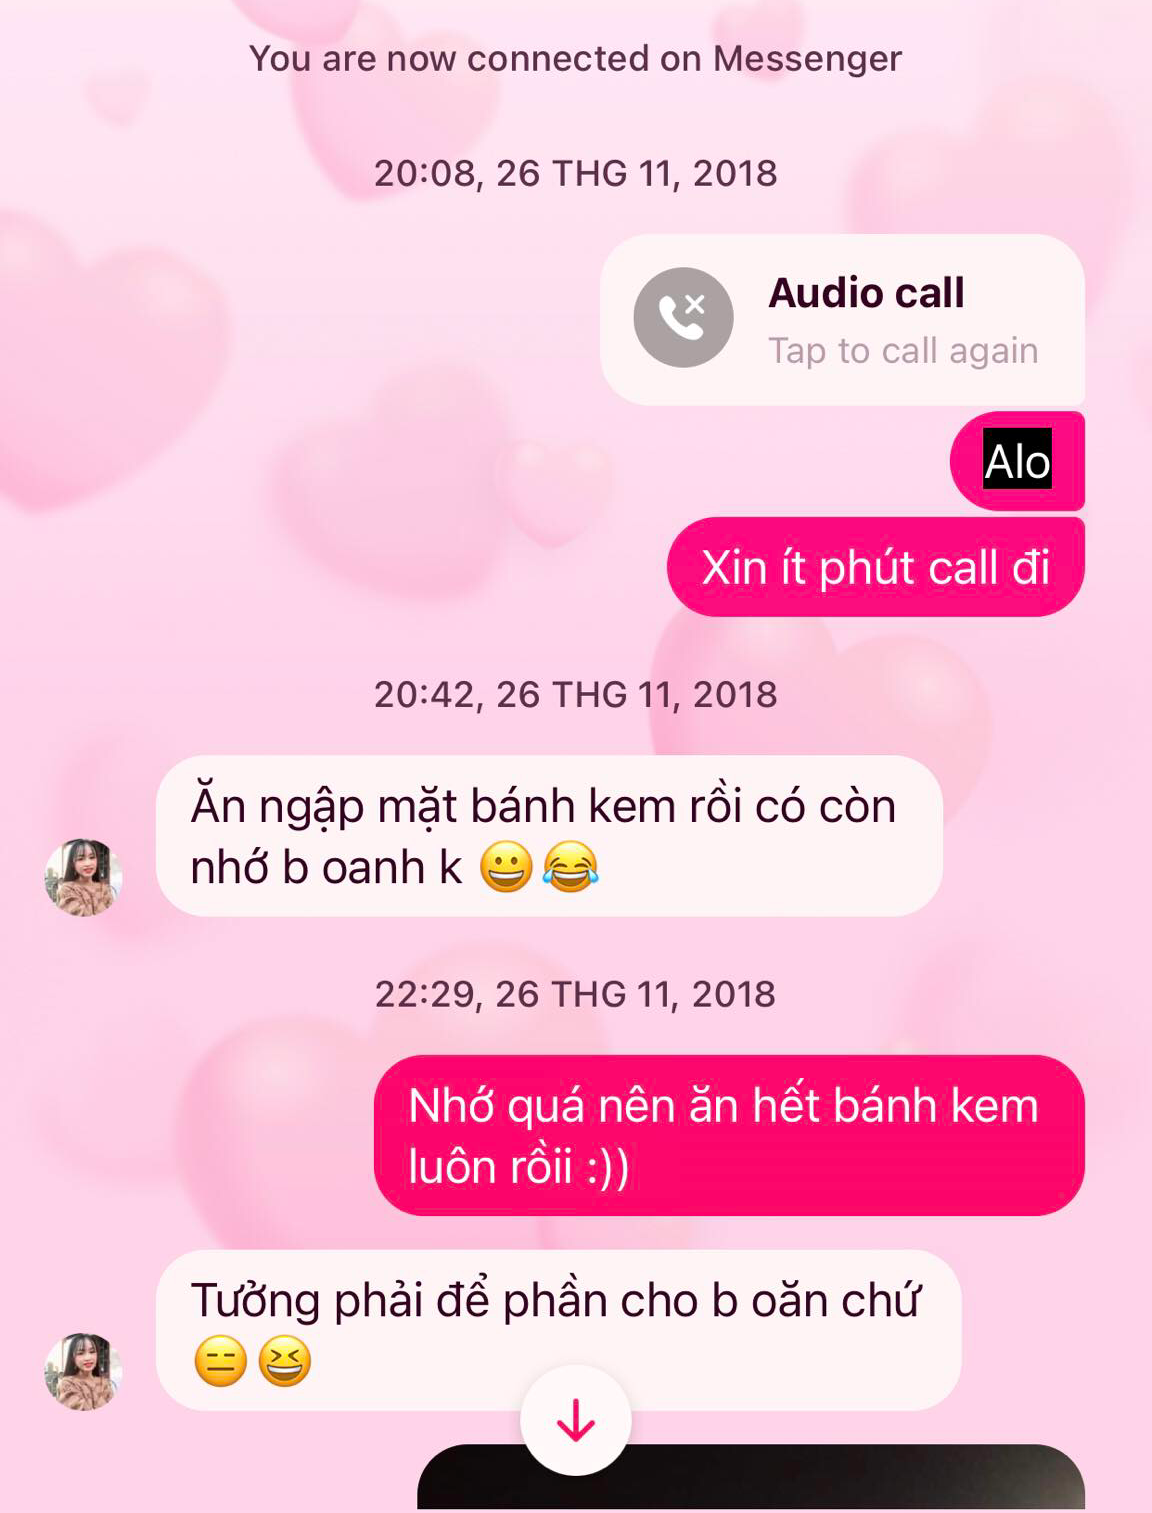 You are now connected on Messenger
20:08, 26 THG 11, 2018
Audio call
Tap to call again
Alo
Xin ít phút call đi
20:42, 26 THG 11, 2018
Ăn ngập mặt bánh kem rồi có còn
nhớ b oanh k 😀😂
22:29, 26 THG 11, 2018
Nhớ quá nên ăn hết bánh kem
luôn rồii :))
Tưởng phải để phần cho b oăn chứ
😑😆